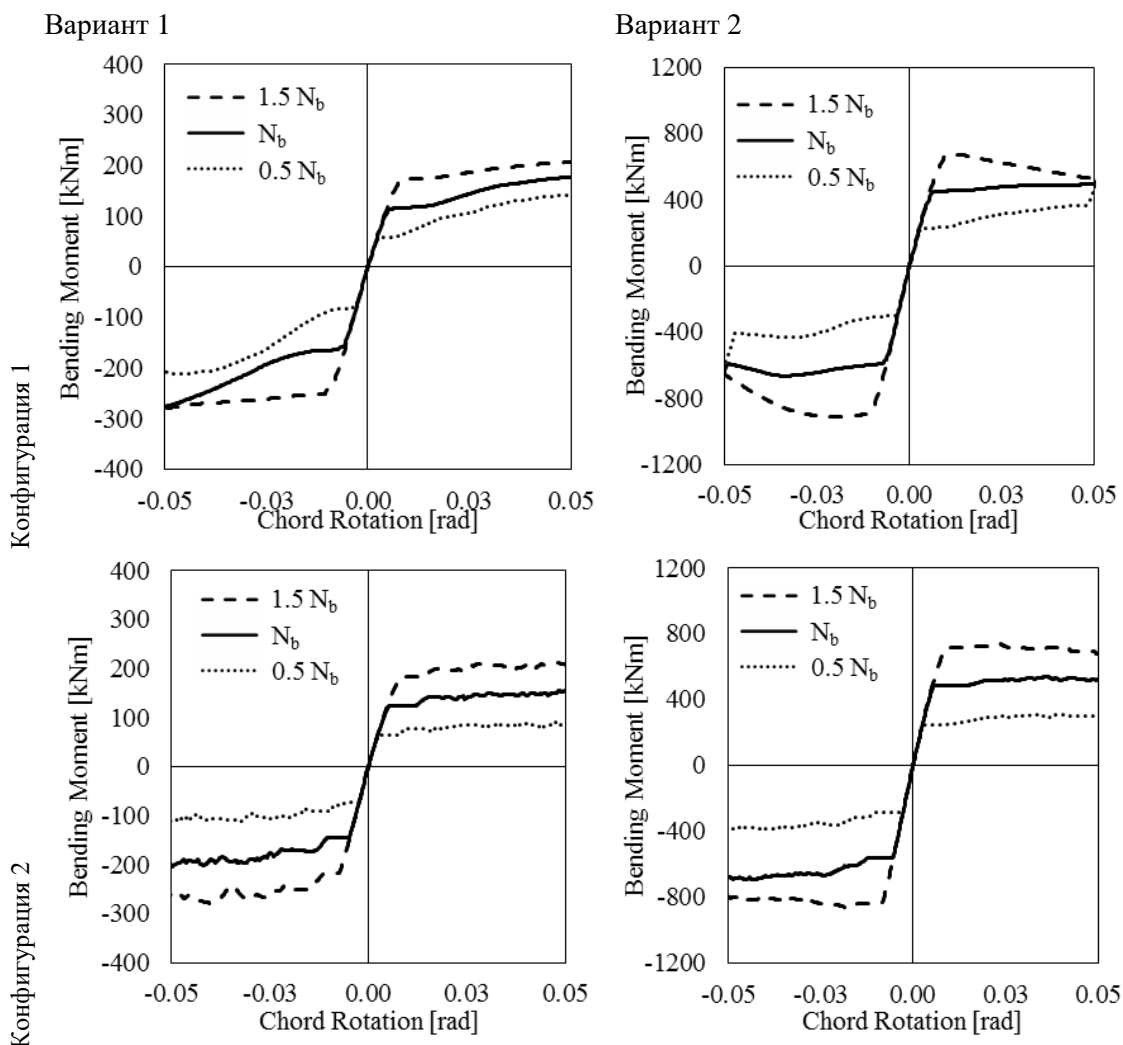 Вариант 1
Вариант 2
Конфигурация 1
Bending Moment [kNm]
400
300
200
100
0
-100
-200
-300
-400
1.5 N_b
N_b
0.5 N_b
-0.05 -0.03 0.00 0.03 0.05
Chord Rotation [rad]
Bending Moment [kNm]
1200
800
400
0
-400
-800
-1200
1.5 N_b
N_b
0.5 N_b
-0.05 -0.03 0.00 0.03 0.05
Chord Rotation [rad]
Конфигурация 2
Bending Moment [kNm]
400
300
200
100
0
-100
-200
-300
-400
1.5 N_b
N_b
0.5 N_b
-0.05 -0.03 0.00 0.03 0.05
Chord Rotation [rad]
Bending Moment [kNm]
1200
800
400
0
-400
-800
-1200
1.5 N_b
N_b
0.5 N_b
-0.05 -0.03 0.00 0.03 0.05
Chord Rotation [rad]